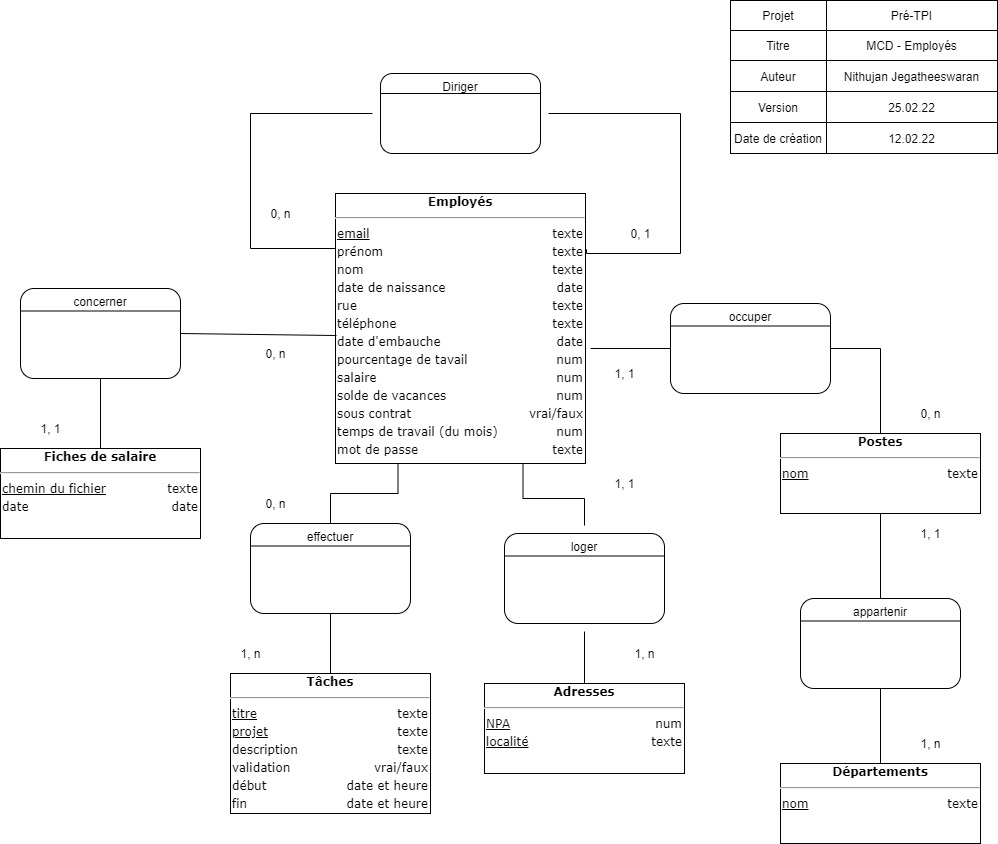 Projet Pré-TPI
Titre MCD - Employés
Auteur Nithujan Jegatheeswaran
Version 25.02.22
Date de création 12.02.22
Diriger
0, n
0, 1
Employés
email texte
prénom texte
nom texte
date de naissance date
rue texte
téléphone texte
date d'embauche date
pourcentage de tavail num
salaire num
solde de vacances num
sous contrat vrai/faux
temps de travail (du mois) num
mot de passe texte
concerner
0, n
1, 1
Fiches de salaire
chemin du fichier texte
date date
occuper
1, 1
0, n
Postes
nom texte
1, 1
appartenir
1, n
Départements
nom texte
0, n
effectuer
1, n
Tâches
titre texte
projet texte
description texte
validation vrai/faux
début date et heure
fin date et heure
1, 1
loger
1, n
Adresses
NPA num
localité texte